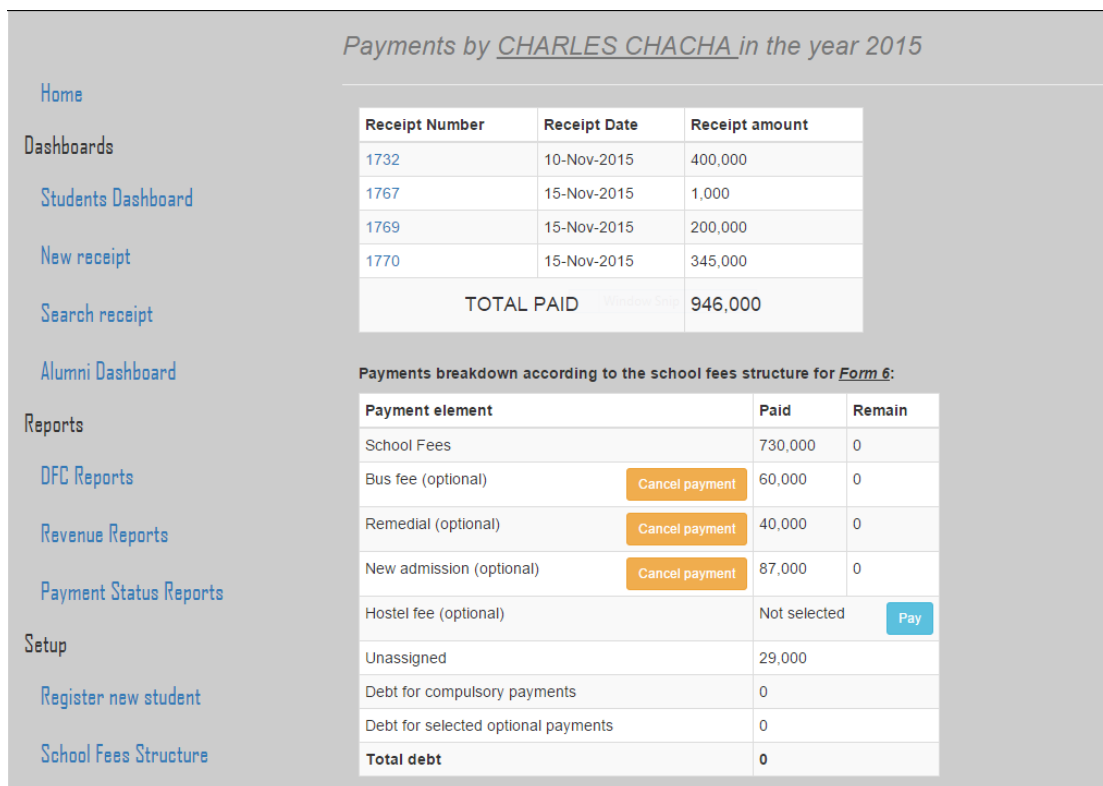 Payments by CHARLES CHACHA in the year 2015
Home
Dashboards
Students Dashboard
New receipt
Search receipt
Alumni Dashboard
Reports
DFC Reports
Revenue Reports
Payment Status Reports
Setup
Register new student
School Fees Structure
Receipt Number Receipt Date Receipt amount
1732 10-Nov-2015 400,000
1767 15-Nov-2015 1,000
1769 15-Nov-2015 200,000
1770 15-Nov-2015 345,000
TOTAL PAID 946,000
Payments breakdown according to the school fees structure for Form 6:
Payment element Paid Remain
School Fees 730,000 0
Bus fee (optional) Cancel payment 60,000 0
Remedial (optional) Cancel payment 40,000 0
New admission (optional) Cancel payment 87,000 0
Hostel fee (optional) Not selected Pay
Unassigned 29,000
Debt for compulsory payments 0
Debt for selected optional payments 0
Total debt 0